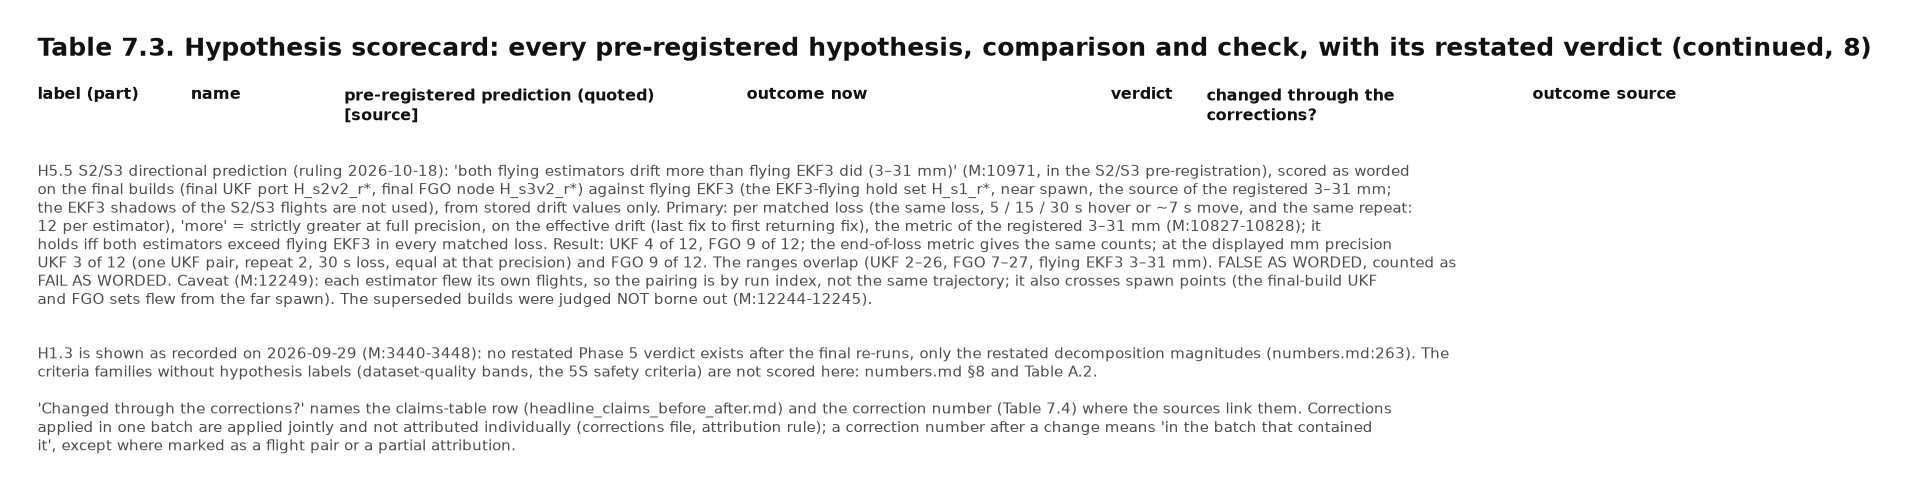 Table 7.3. Hypothesis scorecard: every pre-registered hypothesis, comparison and check, with its restated verdict (continued, 8)
label (part) name pre-registered prediction (quoted) [source] outcome now verdict changed through the corrections? outcome source
H5.5 S2/S3 directional prediction (ruling 2026-10-18): 'both flying estimators drift more than flying EKF3 did (3–31 mm)' (M:10971, in the S2/S3 pre-registration), scored as worded
on the final builds (final UKF port H_s2v2_r*, final FGO node H_s3v2_r*) against flying EKF3 (the EKF3-flying hold set H_s1_r*, near spawn, the source of the registered 3–31 mm;
the EKF3 shadows of the S2/S3 flights are not used), from stored drift values only. Primary: per matched loss (the same loss, 5 / 15 / 30 s hover or ~7 s move, and the same repeat:
12 per estimator), 'more' = strictly greater at full precision, on the effective drift (last fix to first returning fix), the metric of the registered 3–31 mm (M:10827-10828); it
holds iff both estimators exceed flying EKF3 in every matched loss. Result: UKF 4 of 12, FGO 9 of 12; the end-of-loss metric gives the same counts; at the displayed mm precision
UKF 3 of 12 (one UKF pair, repeat 2, 30 s loss, equal at that precision) and FGO 9 of 12. The ranges overlap (UKF 2–26, FGO 7–27, flying EKF3 3–31 mm). FALSE AS WORDED, counted as
FAIL AS WORDED. Caveat (M:12249): each estimator flew its own flights, so the pairing is by run index, not the same trajectory; it also crosses spawn points (the final-build UKF
and FGO sets flew from the far spawn). The superseded builds were judged NOT borne out (M:12244-12245).
H1.3 is shown as recorded on 2026-09-29 (M:3440-3448): no restated Phase 5 verdict exists after the final re-runs, only the restated decomposition magnitudes (numbers.md:263). The
criteria families without hypothesis labels (dataset-quality bands, the 5S safety criteria) are not scored here: numbers.md §8 and Table A.2.
'Changed through the corrections?' names the claims-table row (headline_claims_before_after.md) and the correction number (Table 7.4) where the sources link them. Corrections
applied in one batch are applied jointly and not attributed individually (corrections file, attribution rule); a correction number after a change means 'in the batch that contained
it', except where marked as a flight pair or a partial attribution.